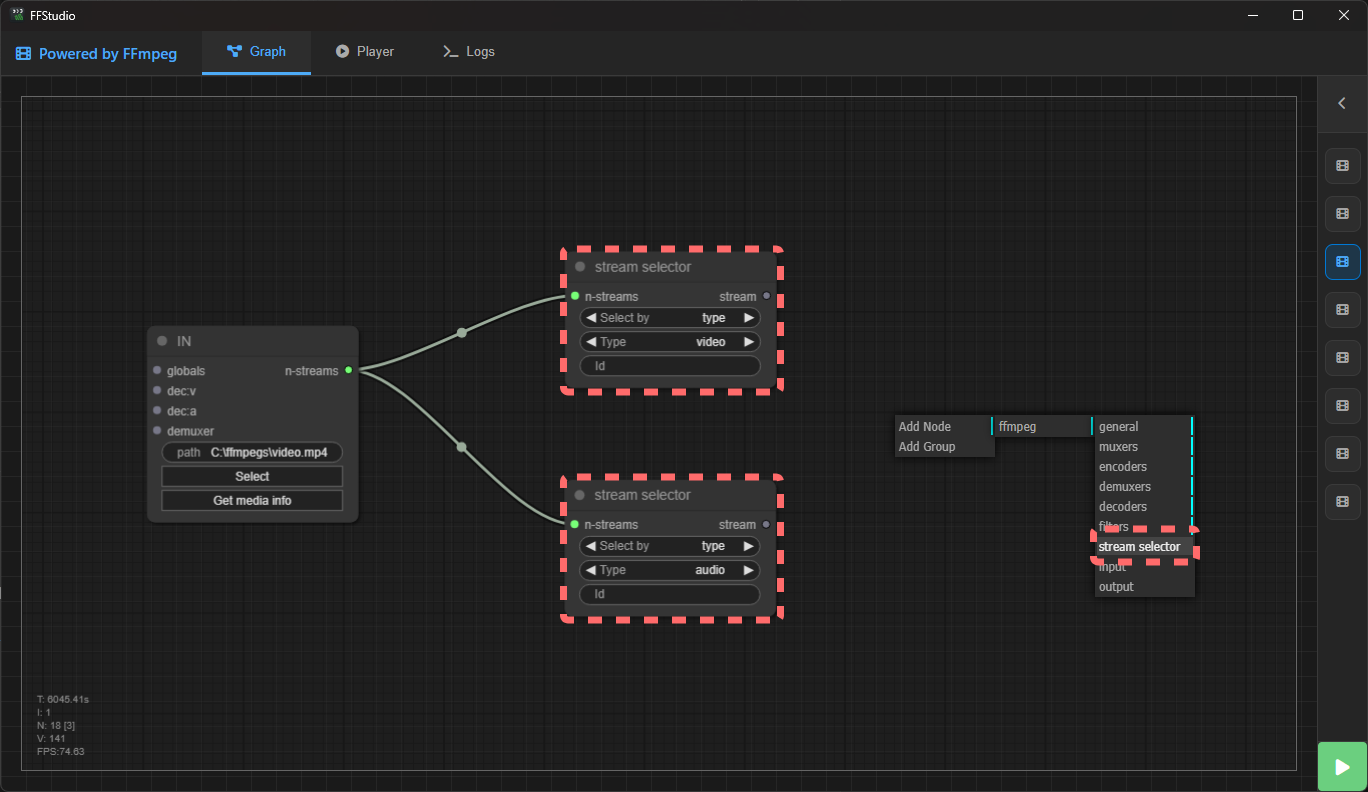 FFStudio
Powered by FFmpeg
Graph
Player
Logs
IN
globals n-streams
dec:v
dec:a
demuxer
path C:\ffmpegs\video.mp4
Select
Get media info
stream selector
n-streams stream
Select by type
Type video
Id
stream selector
n-streams stream
Select by type
Type audio
Id
Add Node
Add Group
ffmpeg
general
muxers
encoders
demuxers
decoders
filters
stream selector
input
output
T: 6045.41s
I: 1
N: 18 [3]
V: 141
FPS:74.63